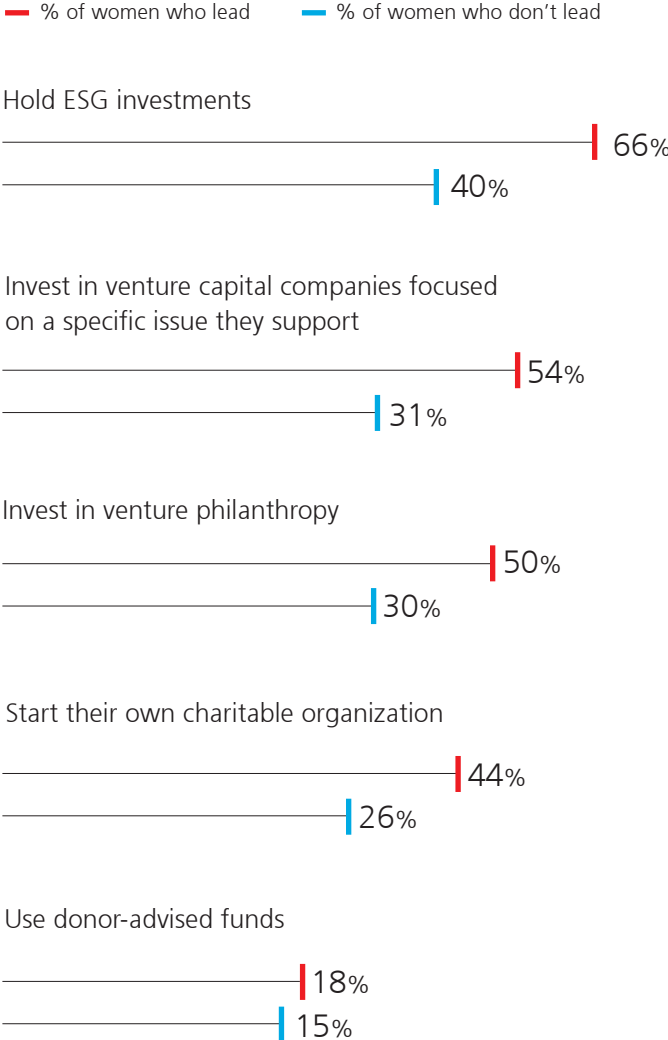 % of women who lead % of women who don’t lead
Hold ESG investments
66%
40%
Invest in venture capital companies focused
on a specific issue they support
54%
31%
Invest in venture philanthropy
50%
30%
Start their own charitable organization
44%
26%
Use donor-advised funds
18%
15%